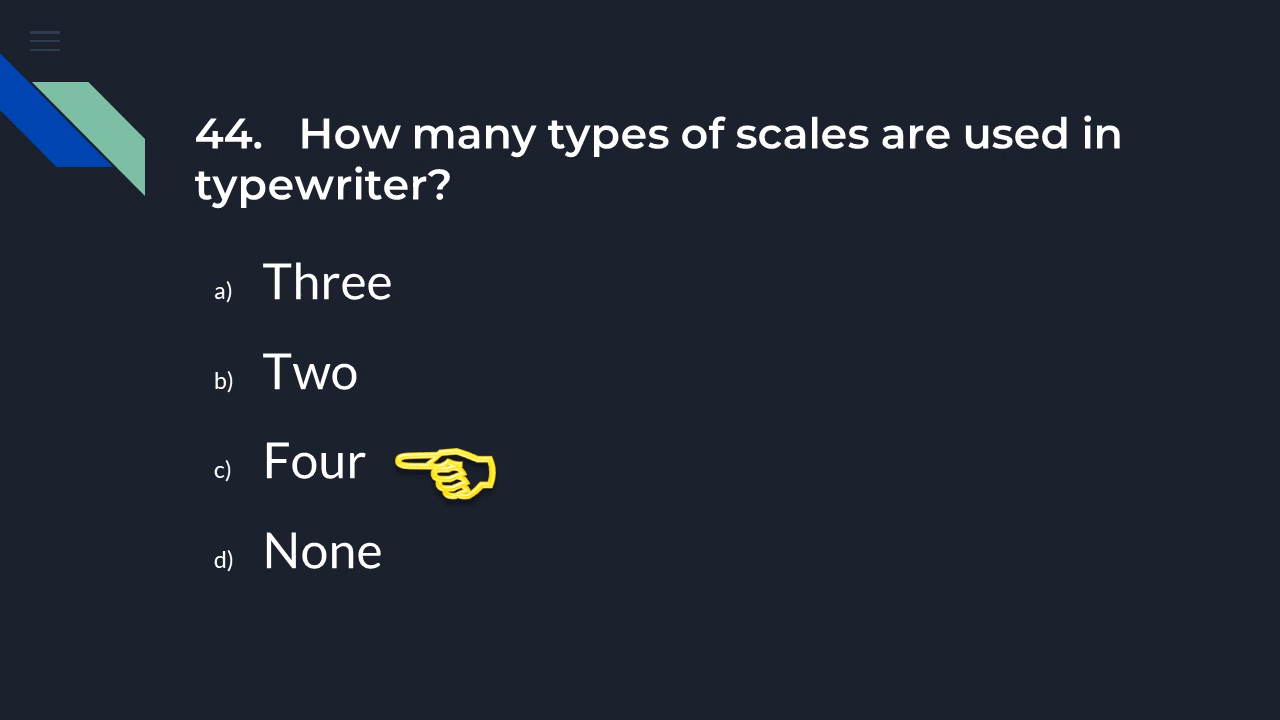 44. How many types of scales are used in
typewriter?
a) Three
b) Two
c) Four
d) None